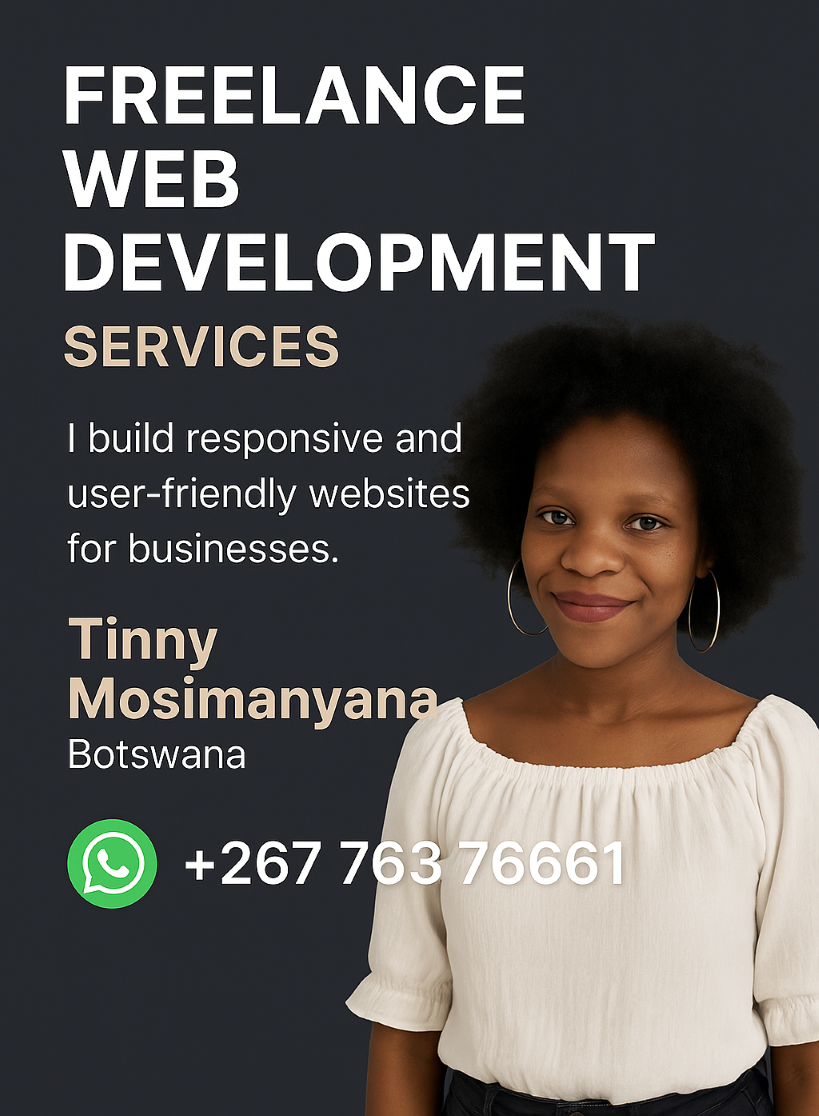 FREELANCE
WEB
DEVELOPMENT
SERVICES
I build responsive and
user-friendly websites
for businesses.
Tinny
Mosimanyana
Botswana
+267 763 76661